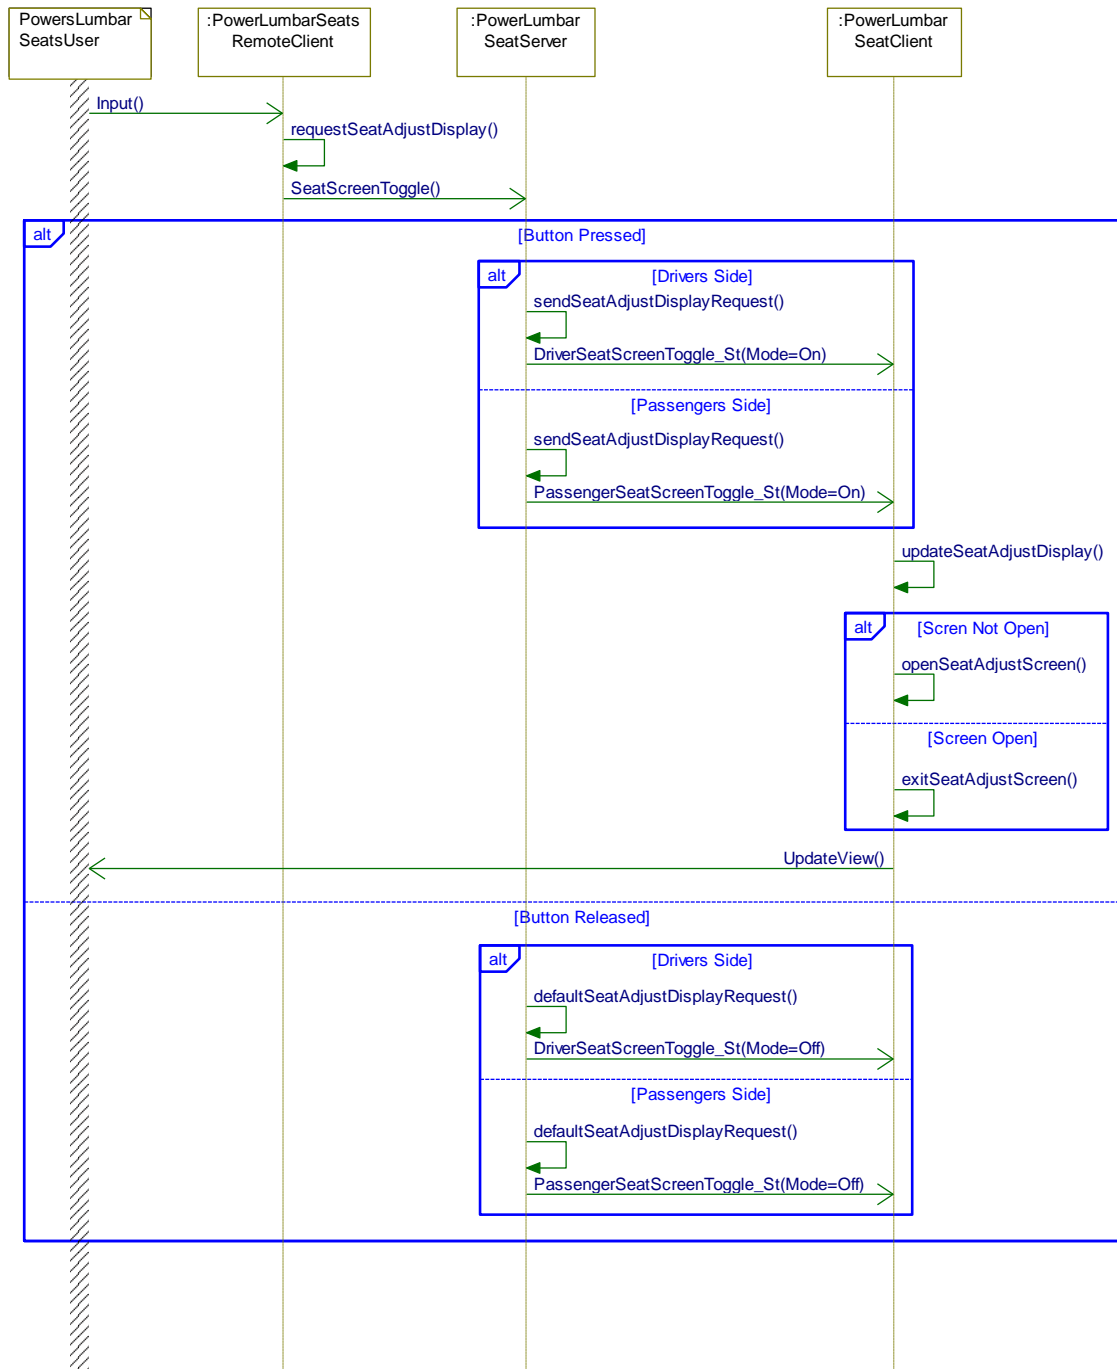 PowersLumbar
SeatsUser
:PowerLumbarSeats
RemoteClient
:PowerLumbar
SeatServer
:PowerLumbar
SeatClient
Input()
requestSeatAdjustDisplay()
SeatScreenToggle()
alt
[Button Pressed]
alt
[Drivers Side]
sendSeatAdjustDisplayRequest()
DriverSeatScreenToggle_St(Mode=On)
[Passengers Side]
sendSeatAdjustDisplayRequest()
PassengerSeatScreenToggle_St(Mode=On)
updateSeatAdjustDisplay()
alt
[Scren Not Open]
openSeatAdjustScreen()
[Screen Open]
exitSeatAdjustScreen()
UpdateView()
[Button Released]
alt
[Drivers Side]
defaultSeatAdjustDisplayRequest()
DriverSeatScreenToggle_St(Mode=Off)
[Passengers Side]
defaultSeatAdjustDisplayRequest()
PassengerSeatScreenToggle_St(Mode=Off)